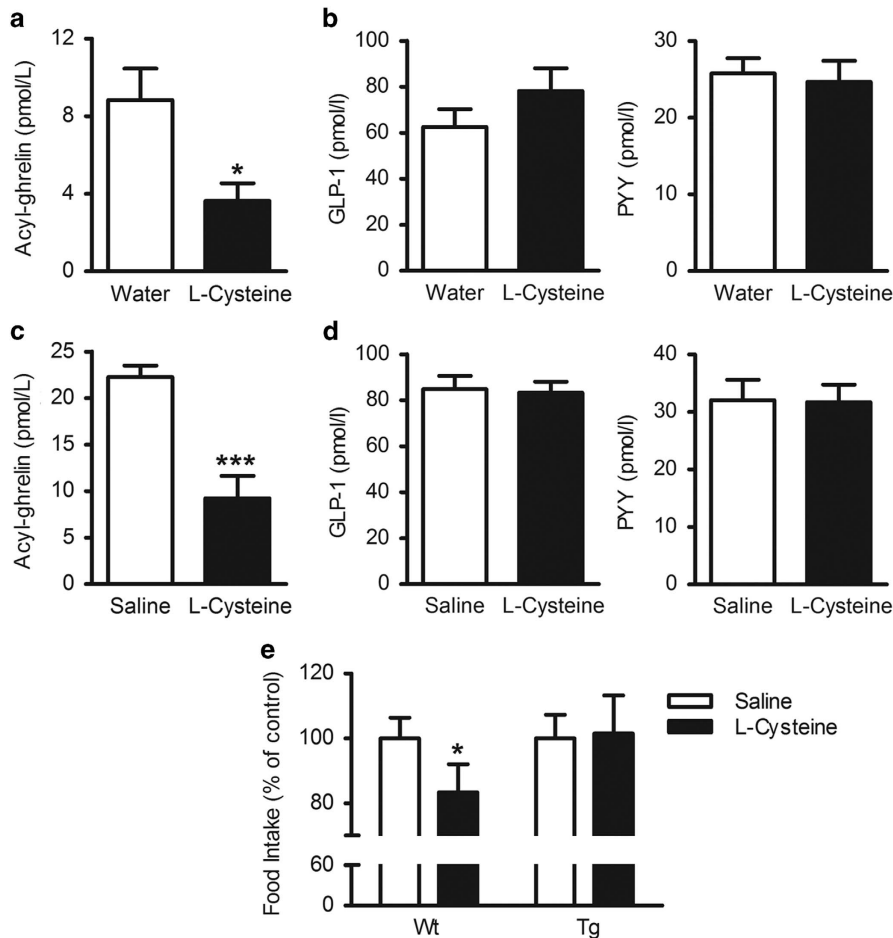 a
Acyl-ghrelin (pmol/L)
12
8
4
0
*
Water L-Cysteine
b
GLP-1 (pmol/l)
100
80
60
40
20
0
Water L-Cysteine
PYY (pmol/l)
30
20
10
0
Water L-Cysteine
c
Acyl-ghrelin (pmol/L)
25
20
15
10
5
0
***
Saline L-Cysteine
d
GLP-1 (pmol/l)
100
80
60
40
20
0
Saline L-Cysteine
PYY (pmol/l)
40
30
20
10
0
Saline L-Cysteine
e
Food Intake (% of control)
120
100
80
60
0
*
Wt Tg
Saline
L-Cysteine